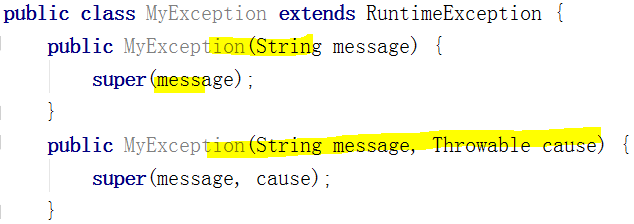 public class MyException extends RuntimeException {
    public MyException(String message) {
        super(message);
    }
    public MyException(String message, Throwable cause) {
        super(message, cause);
    }